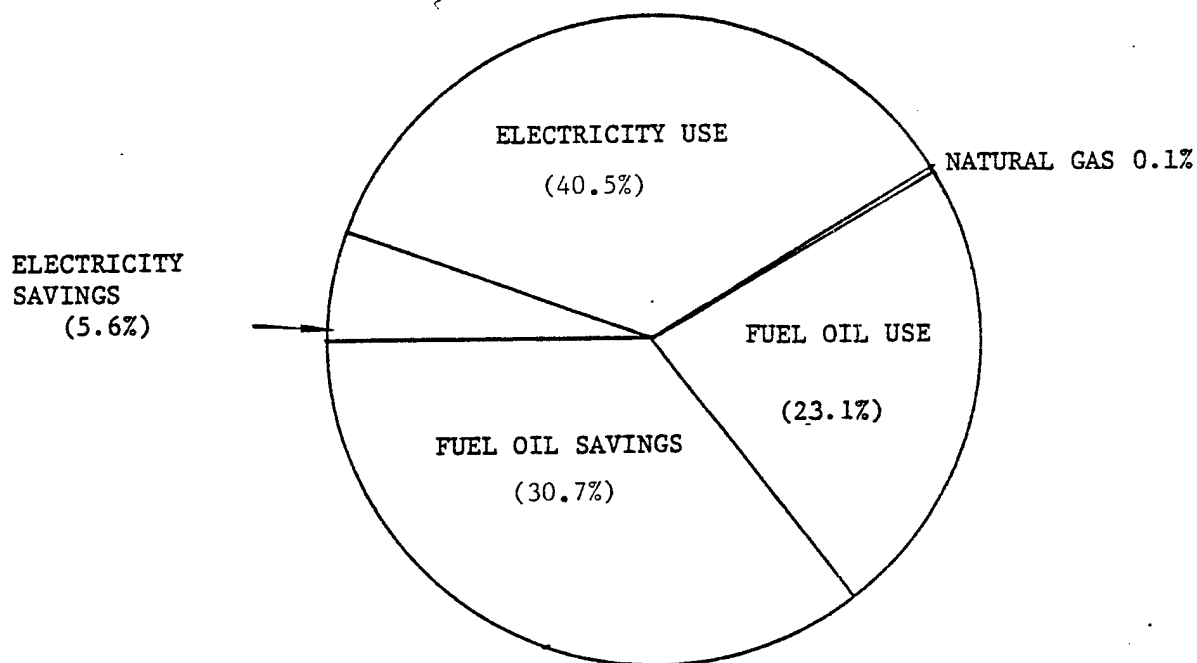 ELECTRICITY USE
(40.5%)
NATURAL GAS 0.1%
ELECTRICITY
SAVINGS
(5.6%)
FUEL OIL USE
(23.1%)
FUEL OIL SAVINGS
(30.7%)